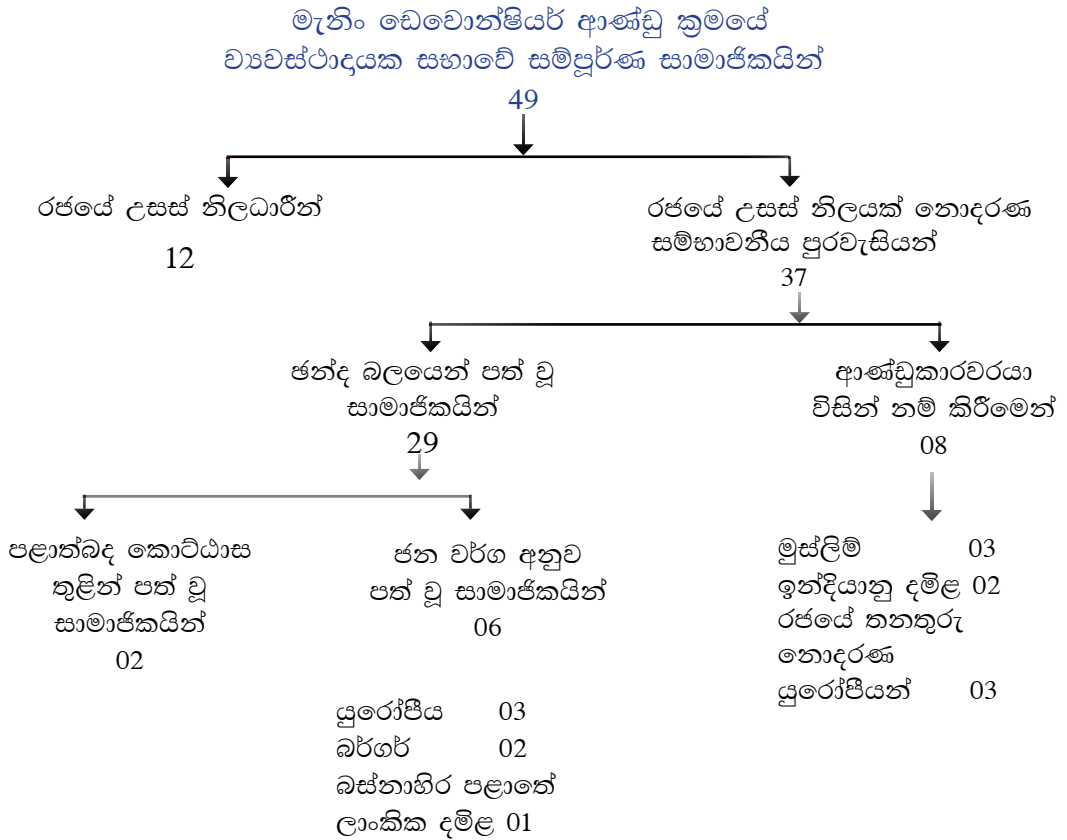 මැනිං ඩෙවොන්ෂියර් ආණ්ඩු ක්‍රමයේ
ව්‍යවස්ථාදායක සභාවේ සම්පූර්ණ සාමාජිකයින්
49
රජයේ උසස් නිලධාරීන්
12
රජයේ උසස් නිලයක් නොදරණ
සම්භාවනීය පුරවැසියන්
37
ඡන්ද බලයෙන් පත් වූ
සාමාජිකයින්
29
ආණ්ඩුකාරවරයා
විසින් නම් කිරීමෙන්
08
පළාත්බද කොට්ඨාස
තුළින් පත් වූ
සාමාජිකයින්
02
ජන වර්ග අනුව
පත් වූ සාමාජිකයින්
06
යුරෝපීය 03
බර්ගර් 02
බස්නාහිර පළාතේ
ලාංකික දමිළ 01
මුස්ලිම් 03
ඉන්දියානු දමිළ 02
රජයේ තනතුරු
නොදරණ
යුරෝපීයන් 03